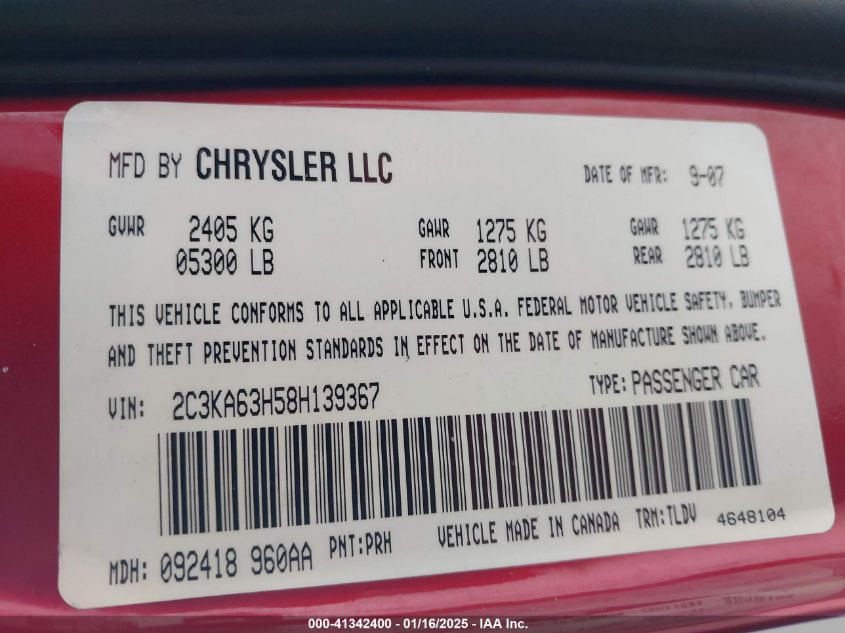 MFD BY CHRYSLER LLC DATE OF MFR: 9-07
GVWR 2405 KG GAWR 1275 KG GAWR 1275 KG
05300 LB FRONT 2810 LB REAR 2810 LB
THIS VEHICLE CONFORMS TO ALL APPLICABLE U.S.A. FEDERAL MOTOR VEHICLE SAFETY, BUMPER
AND THEFT PREVENTION STANDARDS IN EFFECT ON THE DATE OF MANUFACTURE SHOWN ABOVE.
VIN: 2C3KA63H58H139367 TYPE: PASSENGER CAR
MDH: 092418 960AA PNT:PRH VEHICLE MADE IN CANADA TRM:TLDV 4648104
000-41342400 - 01/16/2025 - IAA Inc.